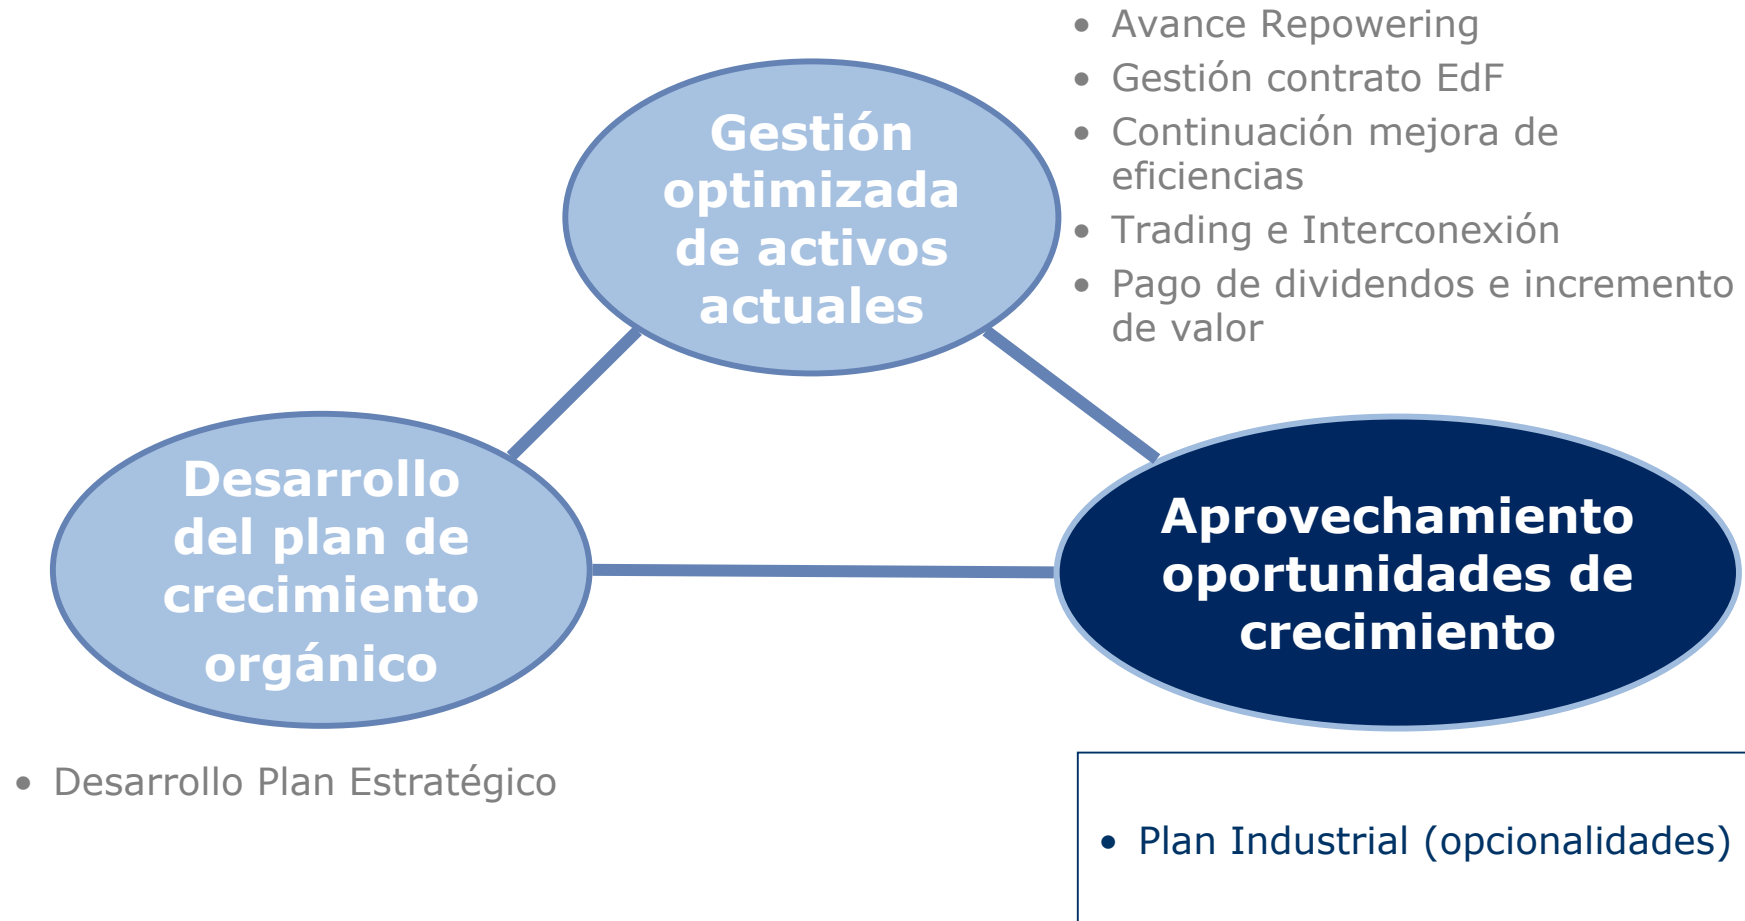 • Avance Repowering
• Gestión contrato EdF
• Continuación mejora de
eficiencias
• Trading e Interconexión
• Pago de dividendos e incremento
de valor
Gestión
optimizada
de activos
actuales
Desarrollo
del plan de
crecimiento
orgánico
Aprovechamiento
oportunidades de
crecimiento
• Desarrollo Plan Estratégico
• Plan Industrial (opcionalidades)